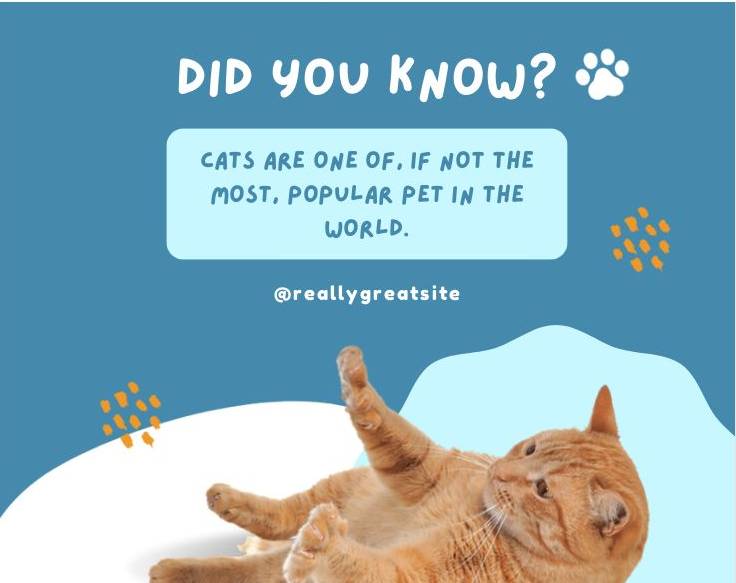 DID YOU KNOW?
CATS ARE ONE OF, IF NOT THE
MOST, POPULAR PET IN THE
WORLD.
@reallygreatsite